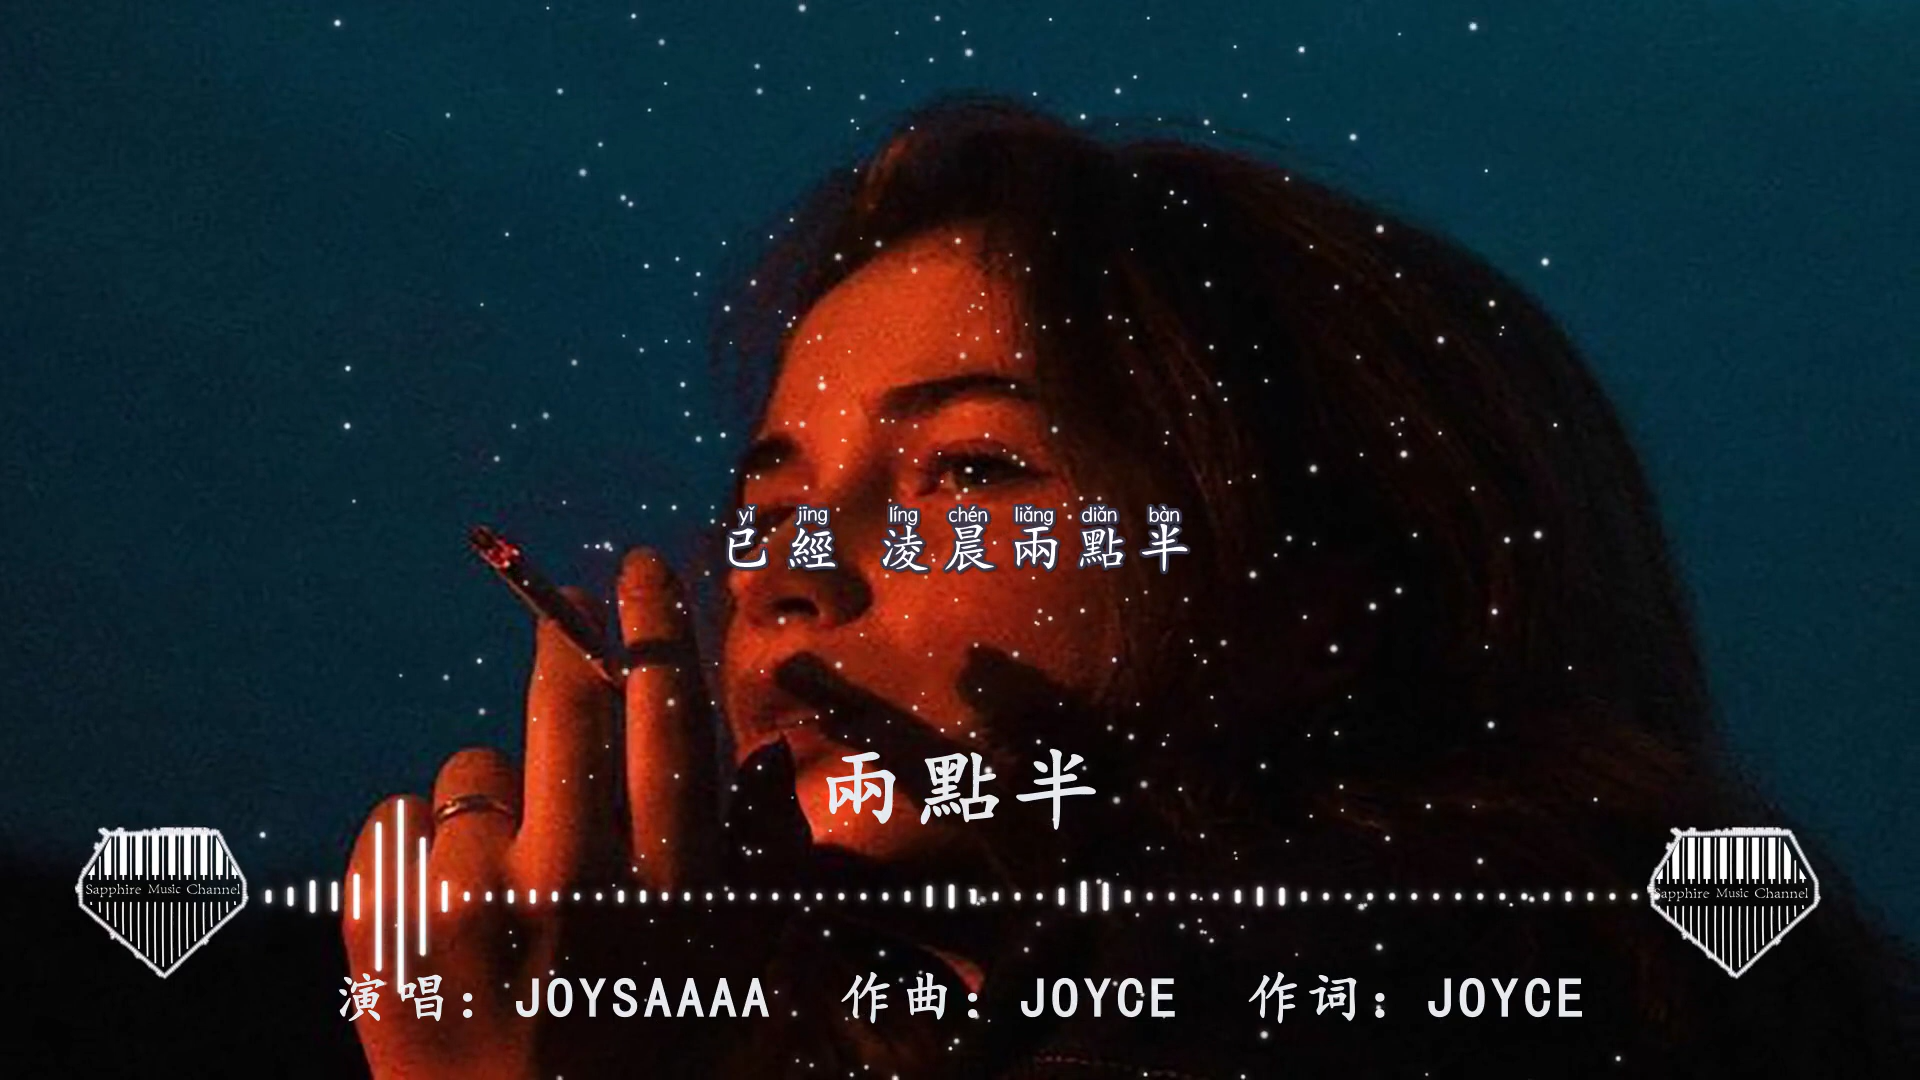 yǐ jīng líng chén liǎng diǎn bàn
已經 淩晨兩點半
兩點半
Sapphire Music Channel
Sapphire Music Channel
演唱：JOYSAAAA 作曲：JOYCE 作词：JOYCE